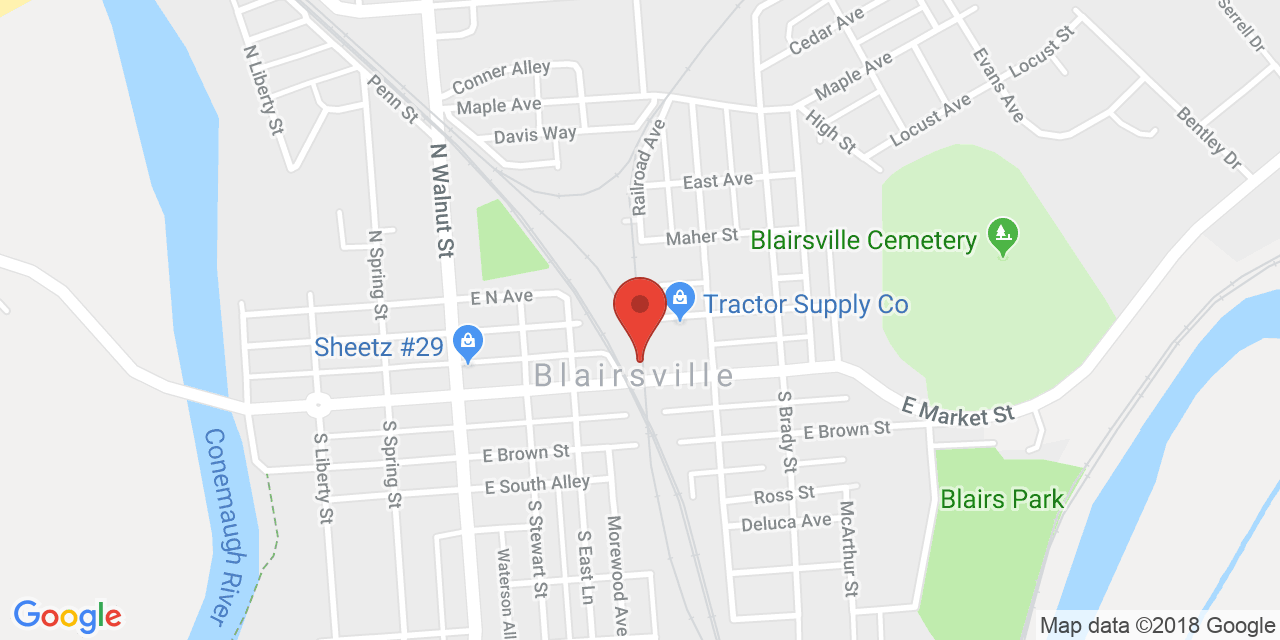 Cedar Ave
Serrell Dr
N Liberty St
Penn St
Conner Alley
Maple Ave
Davis Way
Maple Ave
Evans Ave
Locust St
High St
Locust Ave
Bentley Dr
N Walnut St
Railroad Ave
East Ave
Maher St
Blairsville Cemetery
N Spring St
E N Ave
Tractor Supply Co
Sheetz #29
Blairsville
E Market St
S Brady St
E Brown St
S Liberty St
S Spring St
Conemaugh River
E Brown St
E South Alley
Ross St
Deluca Ave
McArthur St
Blairs Park
S Stewart St
S East Ln
Morewood Ave
Waterson All
Google
Map data ©2018 Google